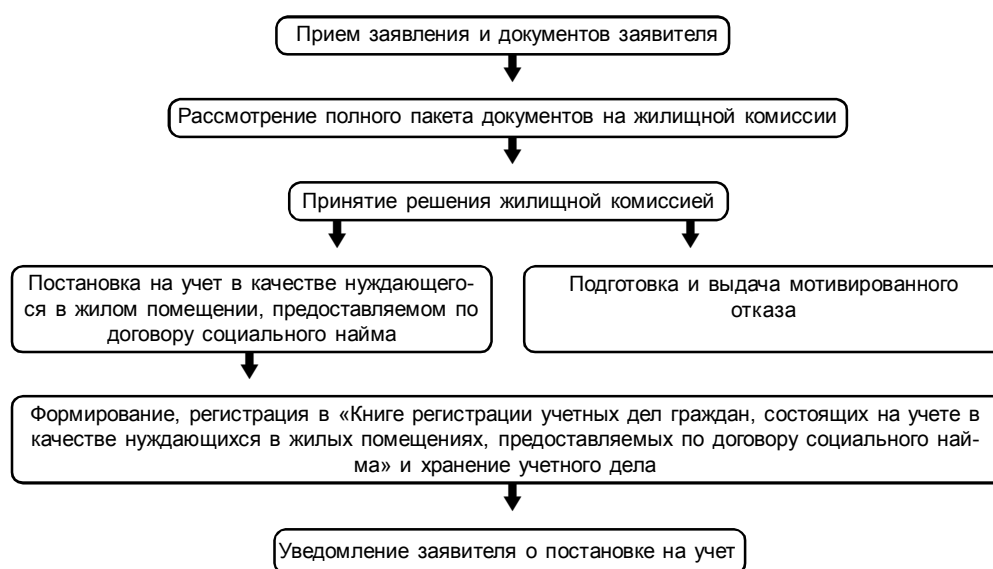 Прием заявления и документов заявителя
Рассмотрение полного пакета документов на жилищной комиссии
Принятие решения жилищной комиссией
Постановка на учет в качестве нуждающего-
ся в жилом помещении, предоставляемом по
договору социального найма
Подготовка и выдача мотивированного
отказа
Формирование, регистрация в «Книге регистрации учетных дел граждан, состоящих на учете в
качестве нуждающихся в жилых помещениях, предоставляемых по договору социального най-
ма» и хранение учетного дела
Уведомление заявителя о постановке на учет